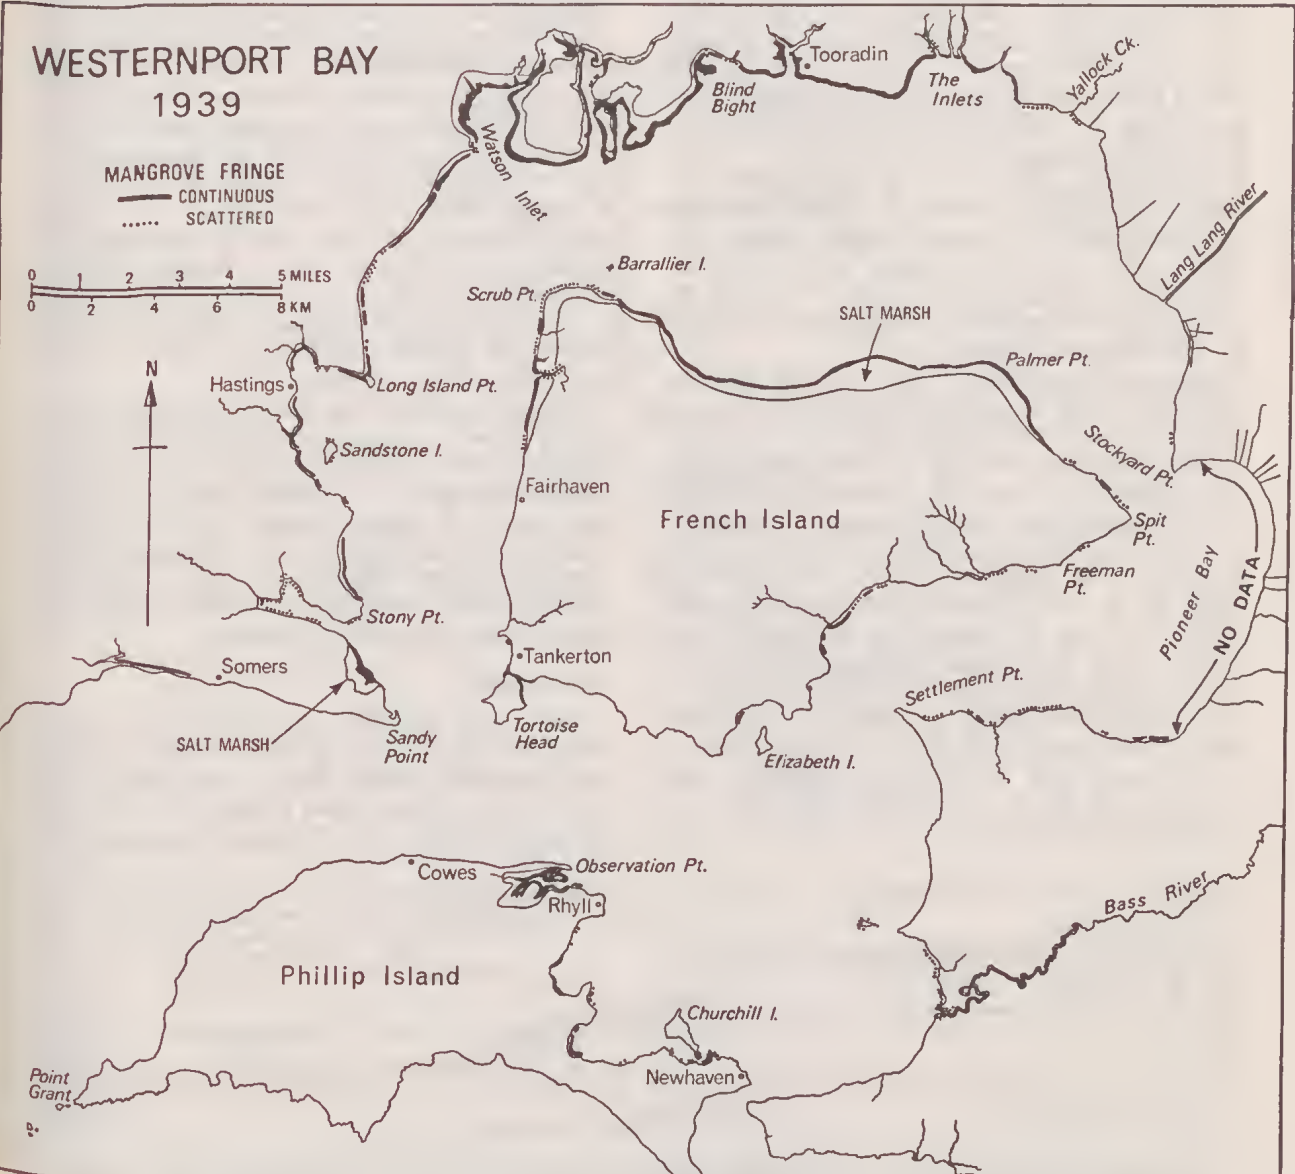 WESTERNPORT BAY
1939
MANGROVE FRINGE
CONTINUOUS
SCATTERED
0 1 2 3 4 5 MILES
0 2 4 6 8 KM
N
Tooradin
Blind
Bight
The
Inlets
Yallock Ck.
Watson Inlet
Lang Lang River
Barrallier I.
Scrub Pt.
SALT MARSH
Palmer Pt.
Hastings
Long Island Pt.
Sandstone I.
Stockyard Pt.
Fairhaven
French Island
Spit
Pt.
Freeman
Pt.
Pioneer Bay
NO DATA
Stony Pt.
Somers
Tankerton
Settlement Pt.
SALT MARSH
Sandy
Point
Tortoise
Head
Elizabeth I.
Cowes
Observation Pt.
Rhyll
Bass River
Phillip Island
Churchill I.
Newhaven
Point
Grant